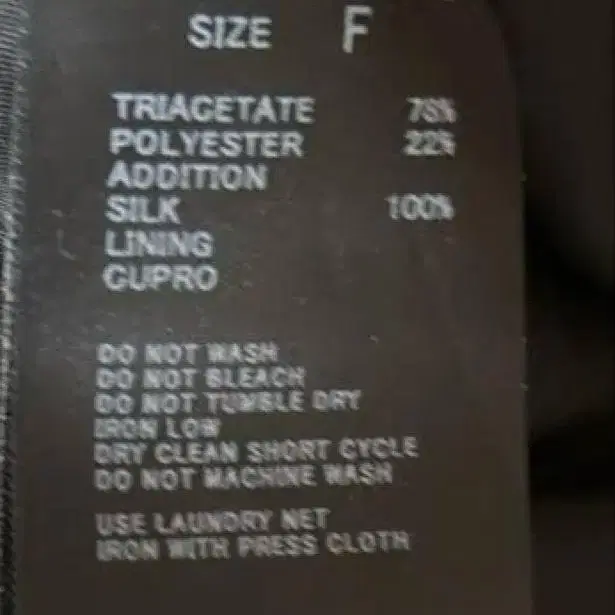 SIZE F
TRIACETATE 78%
POLYESTER 22%
ADDITION
SILK 100%
LINING
CUPRO
DO NOT WASH
DO NOT BLEACH
DO NOT TUMBLE DRY
IRON LOW
DRY CLEAN SHORT CYCLE
DO NOT MACHINE WASH
USE LAUNDRY NET
IRON WITH PRESS CLOTH